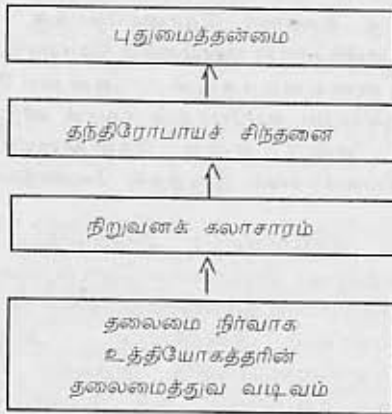 புதுமைத்தன்மை
தந்திரோபாயச் சிந்தனை
நிறுவனக் கலாசாரம்
தலைமை நிர்வாக
உத்தியோகத்தரின்
தலைமைத்துவ வடிவம்